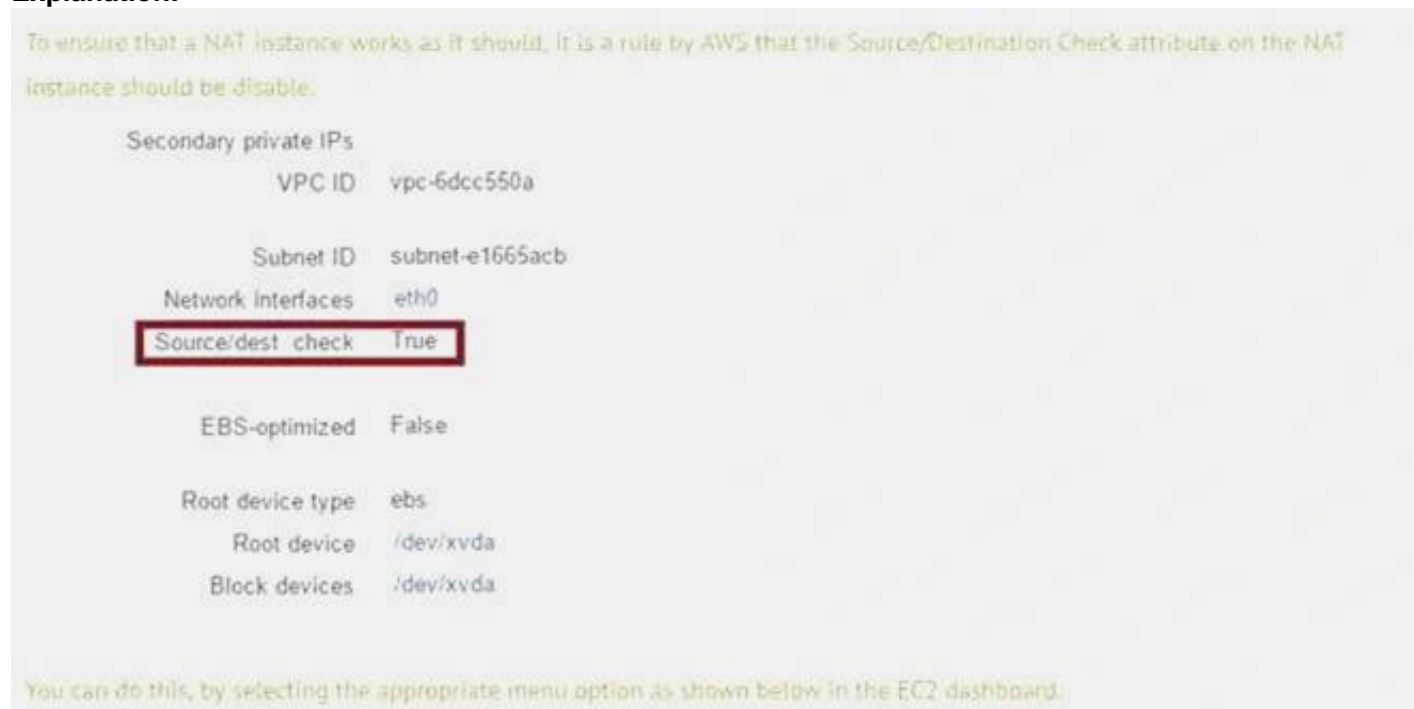 Explanation:
To ensure that a NAT instance works as it should, it is a rule by AWS that the Source/Destination Check attribute on the NAT
instance should be disable.
Secondary private IPs
VPC ID vpc-6dcc550a
Subnet ID subnet-e1665acb
Network interfaces eth0
Source/dest check True
EBS-optimized False
Root device type ebs
Root device /dev/xvda
Block devices /dev/xvda
You can do this, by selecting the appropriate menu option as shown below in the EC2 dashboard.